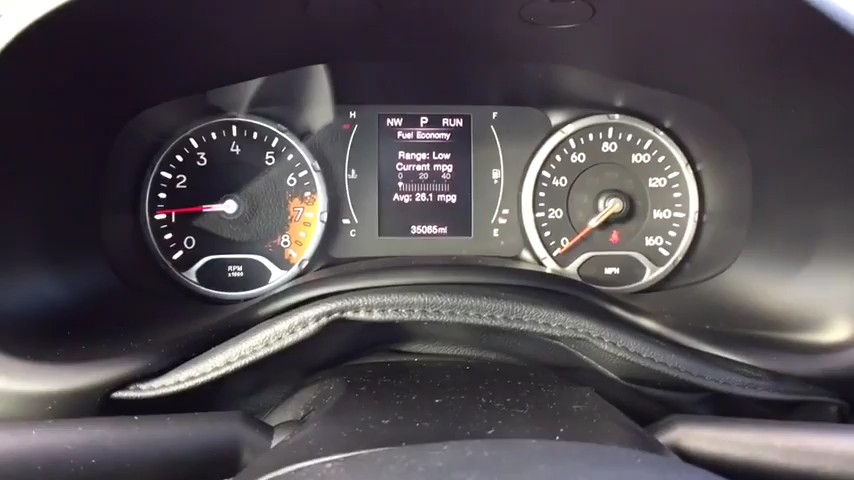 0
1
2
3
4
5
6
7
8
RPM
x1000
H
C
NW P RUN
Fuel Economy
Range: Low
Current mpg
0 20 40
Avg: 26.1 mpg
35065mi
F
E
0
20
40
60
80
100
120
140
160
MPH